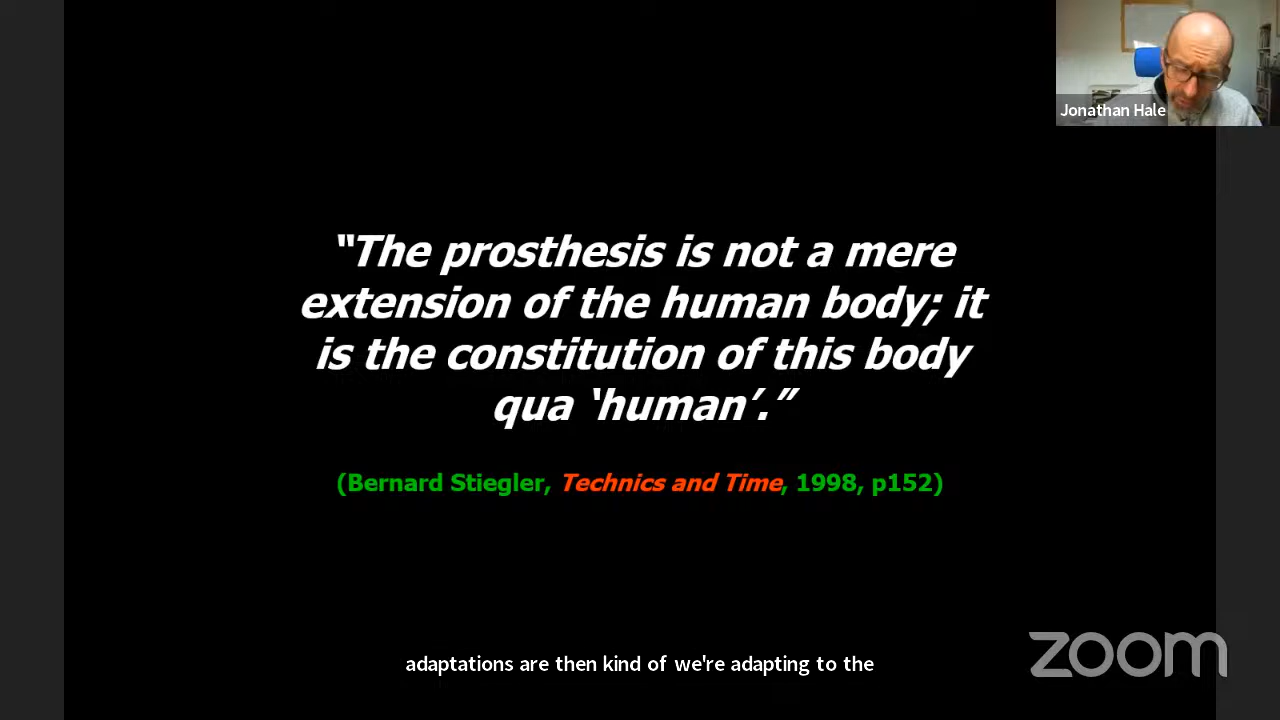 Jonathan Hale
“The prosthesis is not a mere
extension of the human body; it
is the constitution of this body
qua ‘human’.”
(Bernard Stiegler, Technics and Time, 1998, p152)
adaptations are then kind of we're adapting to the
zoom